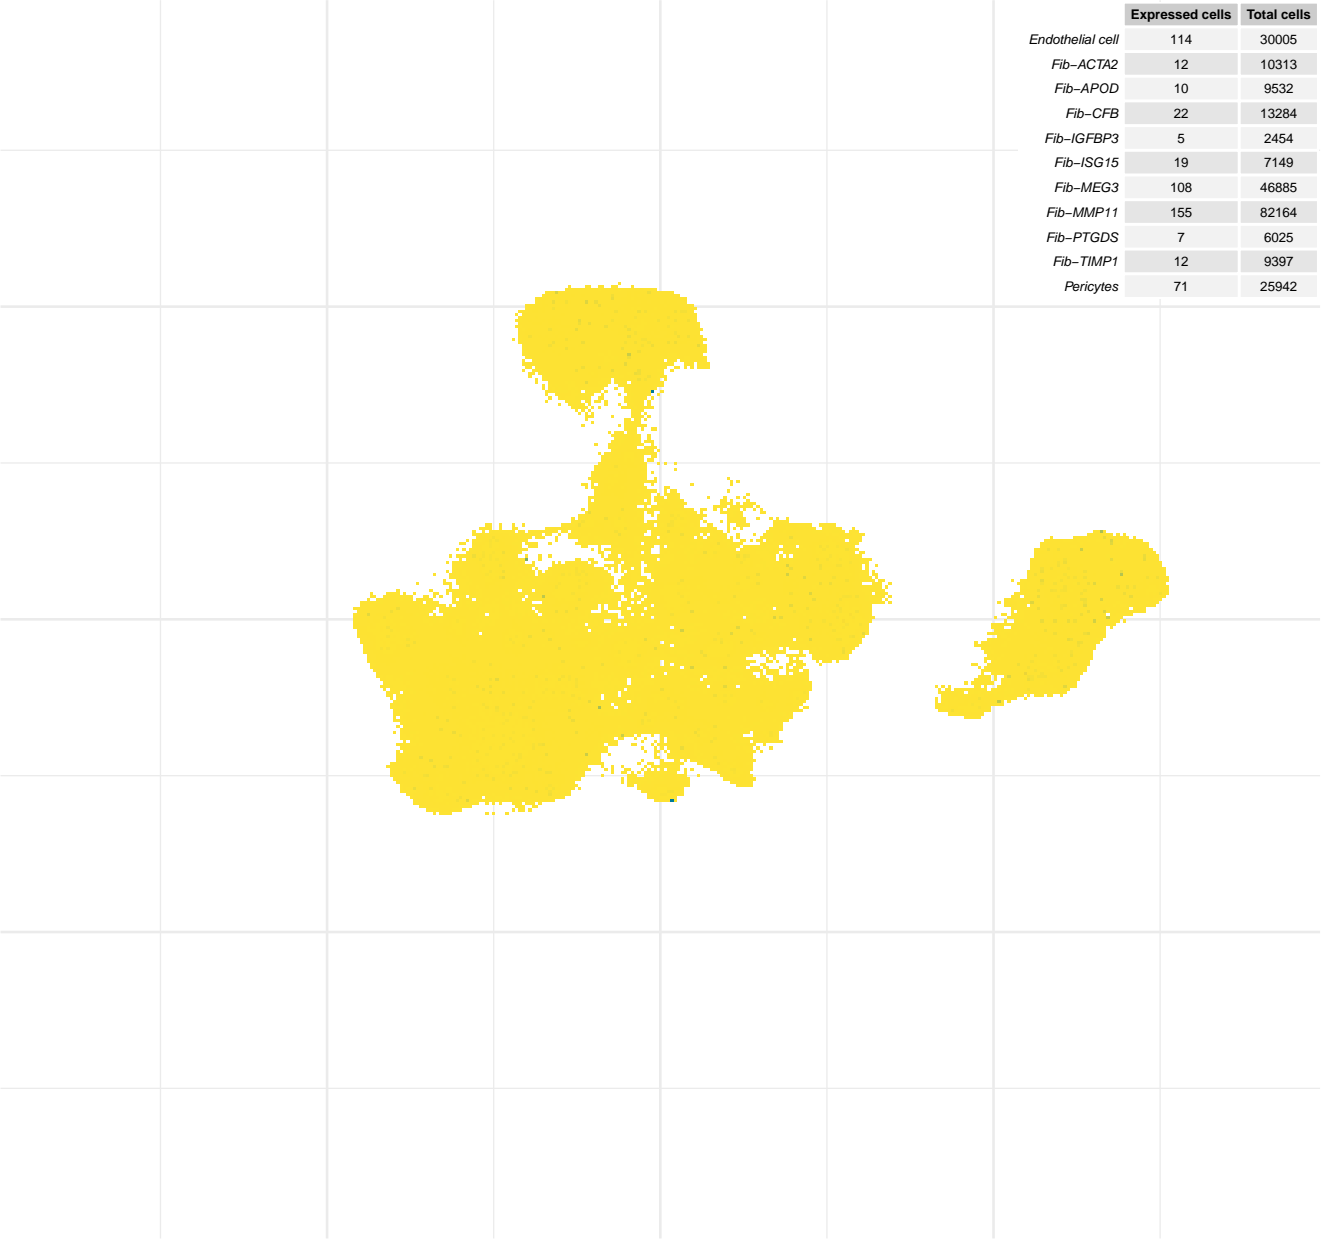 Expressed cells Total cells
Endothelial cell 114 30005
Fib−ACTA2 12 10313
Fib−APOD 10 9532
Fib−CFB 22 13284
Fib−IGFBP3 5 2454
Fib−ISG15 19 7149
Fib−MEG3 108 46885
Fib−MMP11 155 82164
Fib−PTGDS 7 6025
Fib−TIMP1 12 9397
Pericytes 71 25942